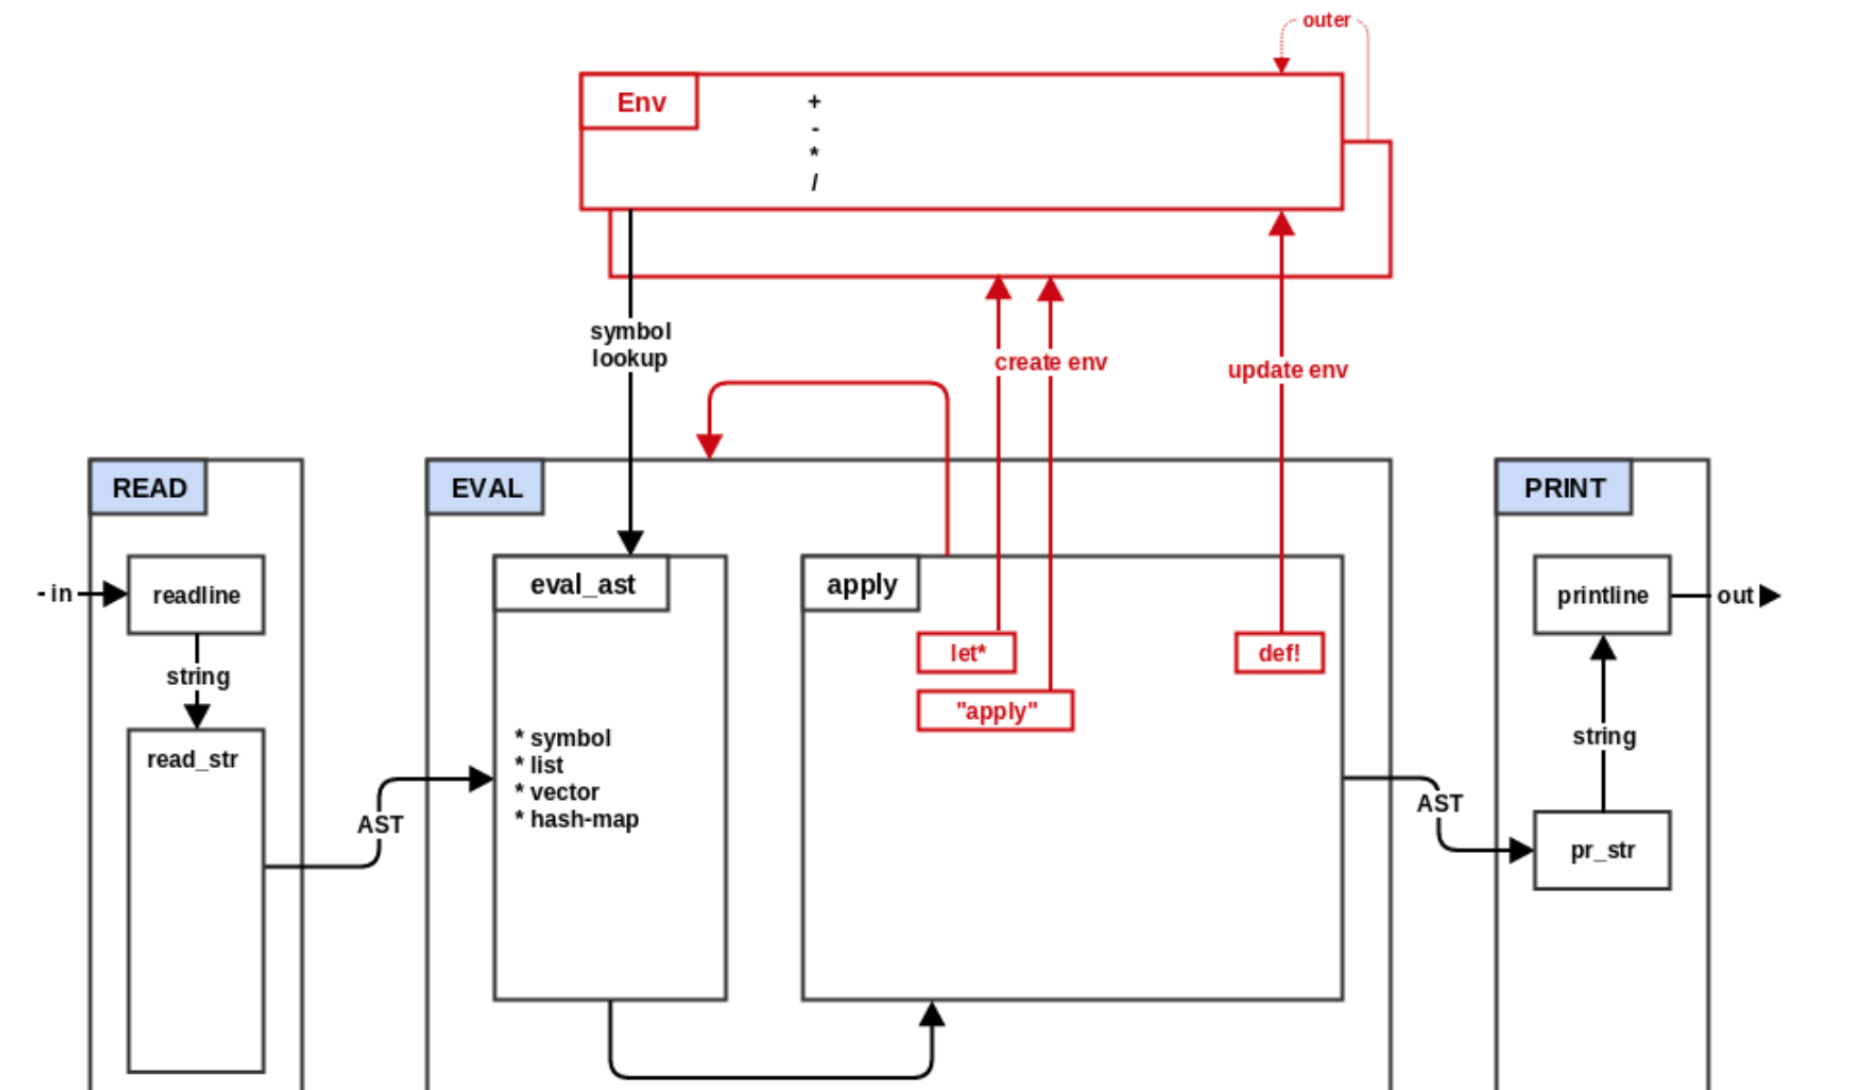 outer
Env
+
-
*
/
symbol
lookup
create env
update env
READ
EVAL
PRINT
- in
readline
eval_ast
apply
printline
out
string
let*
def!
"apply"
read_str
* symbol
* list
* vector
* hash-map
string
AST
AST
pr_str